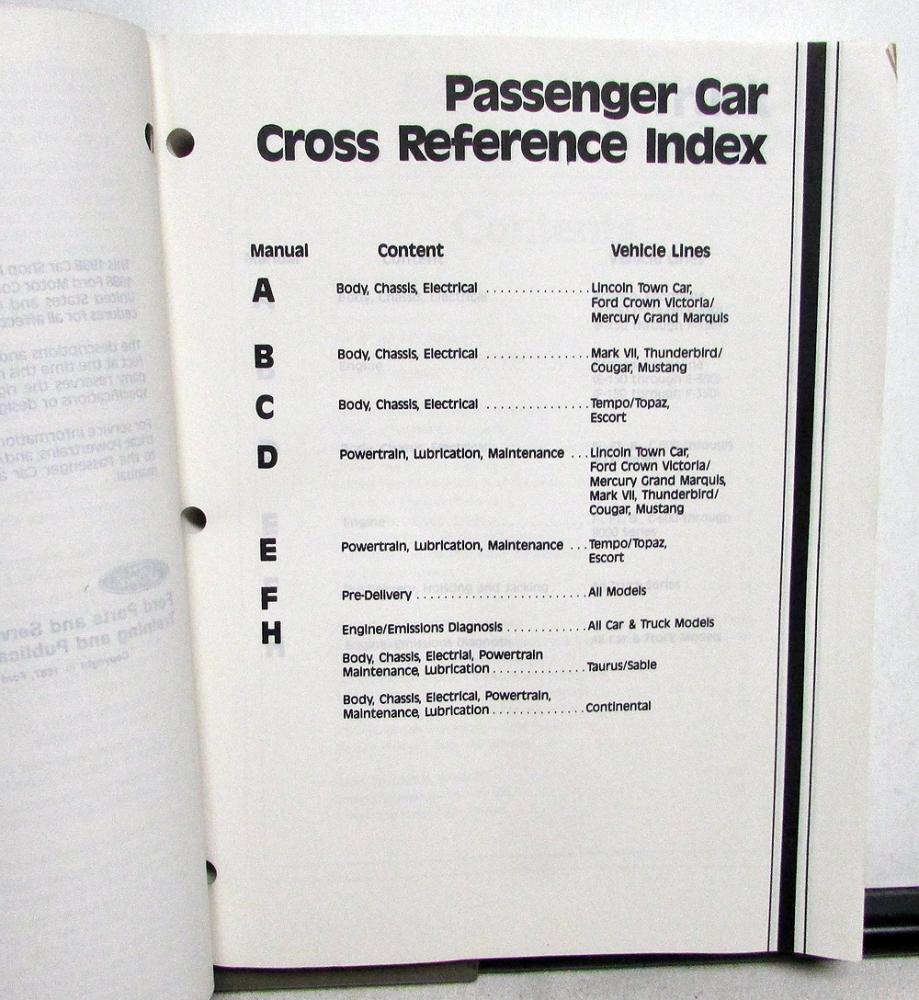 Passenger Car
Cross Reference Index
Manual Content Vehicle Lines
A Body, Chassis, Electrical . . . . . . . . . . . . . . . Lincoln Town Car,
Ford Crown Victoria/
Mercury Grand Marquis
B Body, Chassis, Electrical . . . . . . . . . . . . . . . Mark VII, Thunderbird/
Cougar, Mustang
C Body, Chassis, Electrical . . . . . . . . . . . . . . . Tempo/Topaz,
Escort
D Powertrain, Lubrication, Maintenance . . . Lincoln Town Car,
Ford Crown Victoria/
Mercury Grand Marquis,
Mark VII, Thunderbird/
Cougar, Mustang
E Powertrain, Lubrication, Maintenance . . . Tempo/Topaz,
Escort
F Pre-Delivery . . . . . . . . . . . . . . . . . . . . . . . . . All Models
H Engine/Emissions Diagnosis . . . . . . . . . . . . All Car & Truck Models
Body, Chassis, Electrial, Powertrain
Maintenance, Lubrication . . . . . . . . . . . . . . Taurus/Sable
Body, Chassis, Electrical, Powertrain,
Maintenance, Lubrication . . . . . . . . . . . . . . Continental